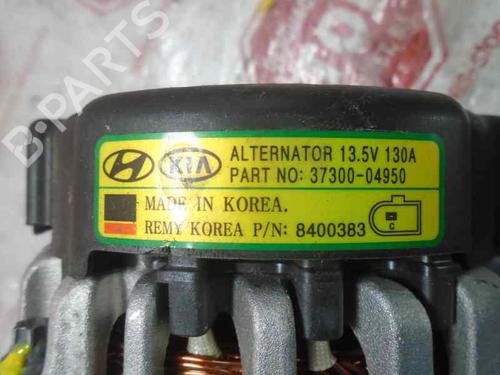 B-PARTS
KIA
ALTERNATOR 13.5V 130A
PART NO: 37300-04950
MADE IN KOREA.
REMY KOREA P/N: 8400383
C